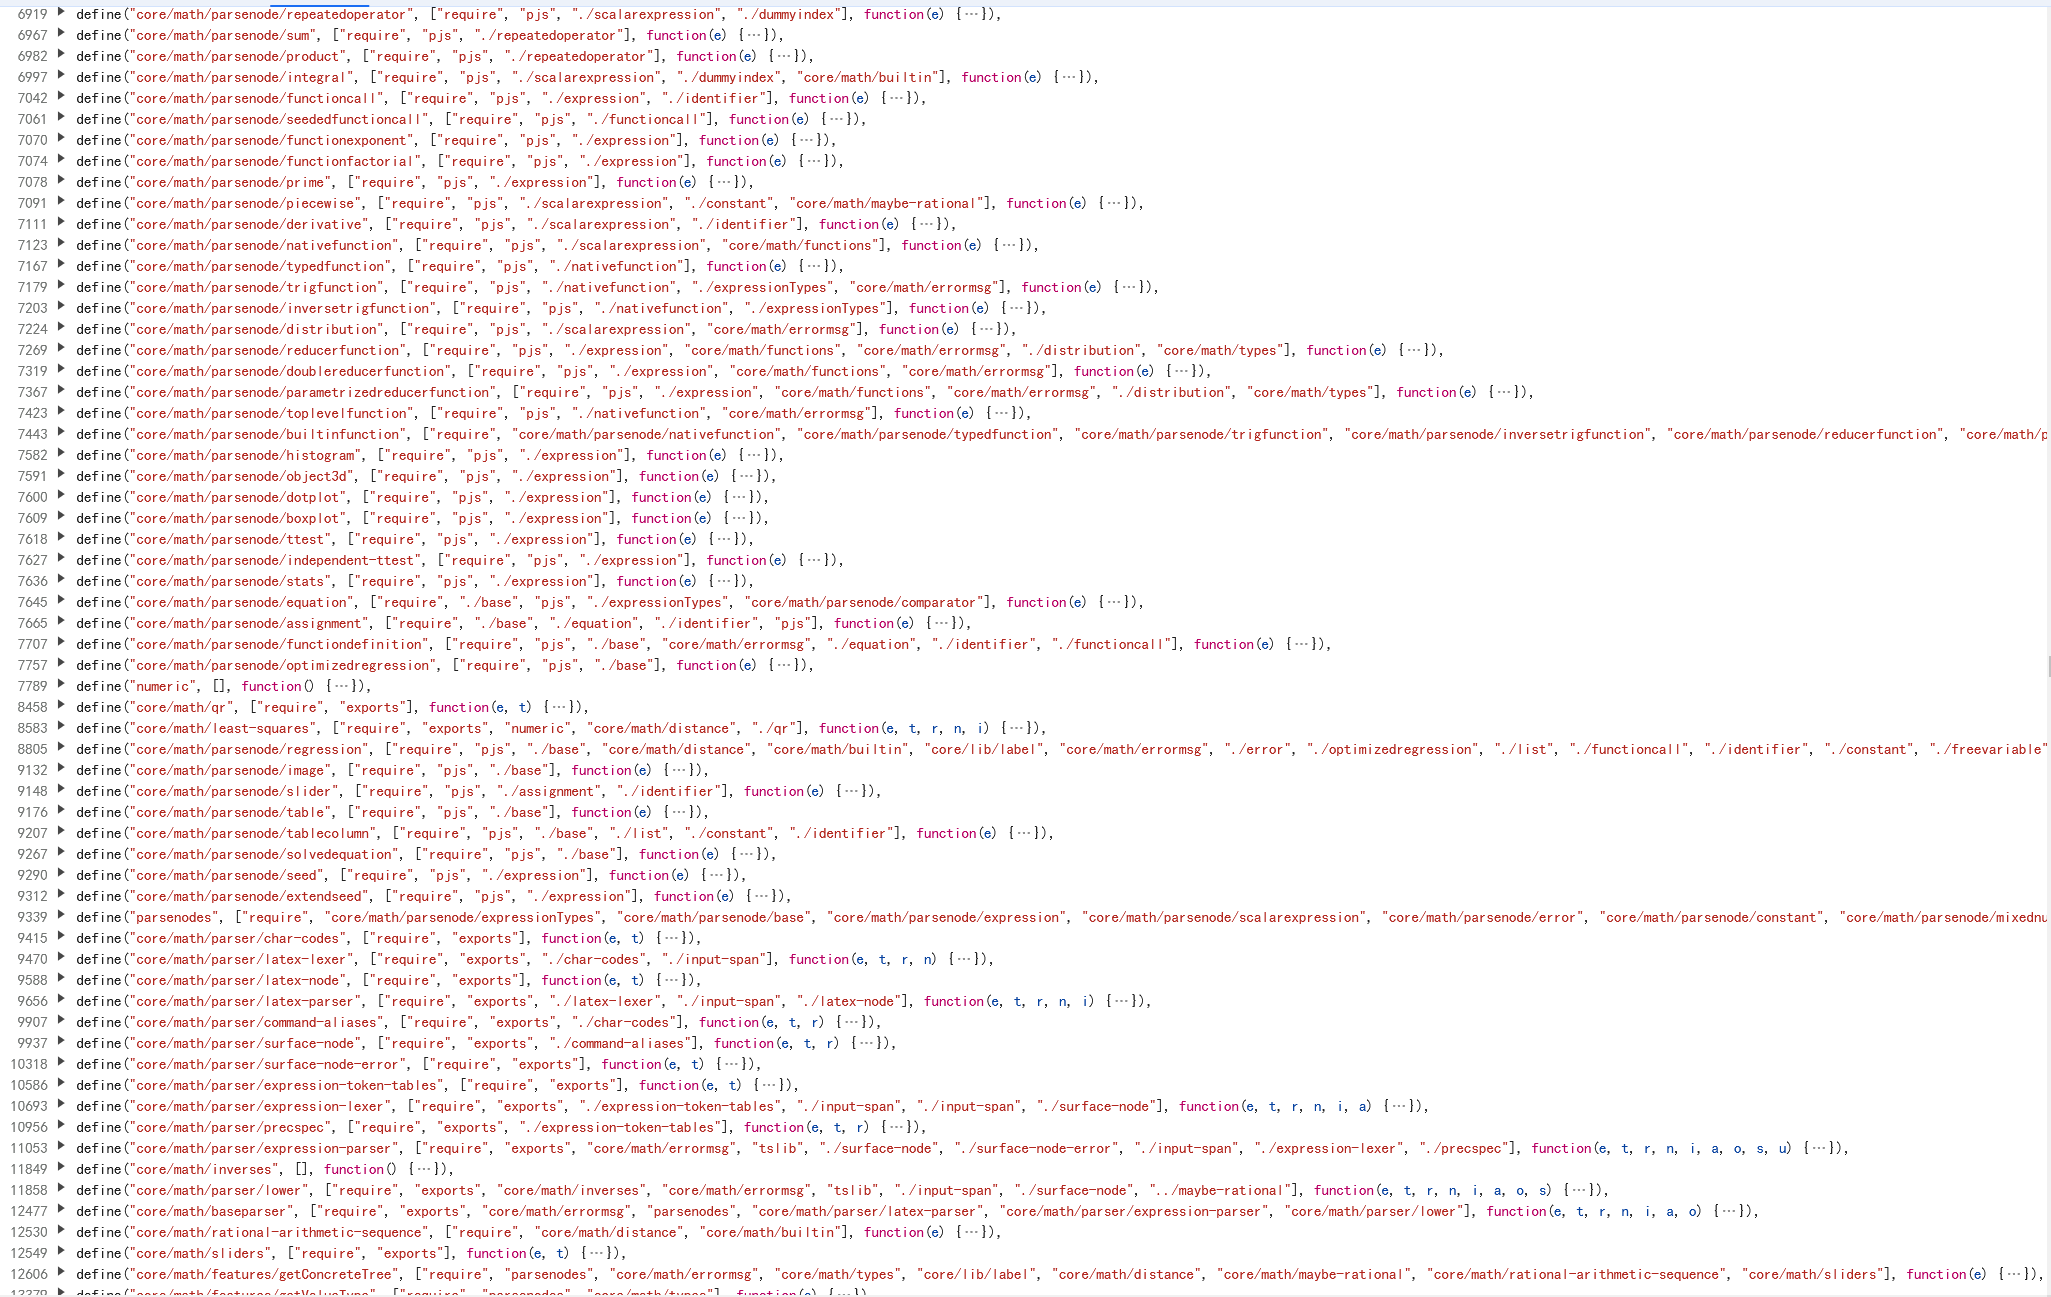 6919 define("core/math/parsenode/repeatedoperator", ["require", "pjs", "./scalarexpression", "./dummyindex"], function(e) {···}),
6967 define("core/math/parsenode/sum", ["require", "pjs", "./repeatedoperator"], function(e) {···}),
6982 define("core/math/parsenode/product", ["require", "pjs", "./repeatedoperator"], function(e) {···}),
6997 define("core/math/parsenode/integral", ["require", "pjs", "./scalarexpression", "./dummyindex", "core/math/builtin"], function(e) {···}),
7042 define("core/math/parsenode/functioncall", ["require", "pjs", "./expression", "./identifier"], function(e) {···}),
7061 define("core/math/parsenode/seededfunctioncall", ["require", "pjs", "./functioncall"], function(e) {···}),
7070 define("core/math/parsenode/functionexponent", ["require", "pjs", "./expression"], function(e) {···}),
7074 define("core/math/parsenode/functionfactorial", ["require", "pjs", "./expression"], function(e) {···}),
7078 define("core/math/parsenode/prime", ["require", "pjs", "./expression"], function(e) {···}),
7091 define("core/math/parsenode/piecewise", ["require", "pjs", "./scalarexpression", "./constant", "core/math/maybe-rational"], function(e) {···}),
7111 define("core/math/parsenode/derivative", ["require", "pjs", "./scalarexpression", "./identifier"], function(e) {···}),
7123 define("core/math/parsenode/nativefunction", ["require", "pjs", "./scalarexpression", "core/math/functions"], function(e) {···}),
7167 define("core/math/parsenode/typedfunction", ["require", "pjs", "./nativefunction"], function(e) {···}),
7179 define("core/math/parsenode/trigfunction", ["require", "pjs", "./nativefunction", "./expressionTypes", "core/math/errormsg"], function(e) {···}),
7203 define("core/math/parsenode/inversetrigfunction", ["require", "pjs", "./nativefunction", "./expressionTypes"], function(e) {···}),
7224 define("core/math/parsenode/distribution", ["require", "pjs", "./scalarexpression", "core/math/errormsg"], function(e) {···}),
7269 define("core/math/parsenode/reducerfunction", ["require", "pjs", "./expression", "core/math/functions", "core/math/errormsg", "./distribution", "core/math/types"], function(e) {···}),
7319 define("core/math/parsenode/doublereducerfunction", ["require", "pjs", "./expression", "core/math/functions", "core/math/errormsg"], function(e) {···}),
7367 define("core/math/parsenode/parametrizedreducerfunction", ["require", "pjs", "./expression", "core/math/functions", "core/math/errormsg", "./distribution", "core/math/types"], function(e) {···}),
7423 define("core/math/parsenode/toplevelfunction", ["require", "pjs", "./nativefunction", "core/math/errormsg"], function(e) {···}),
7443 define("core/math/parsenode/builtinfunction", ["require", "core/math/parsenode/nativefunction", "core/math/parsenode/typedfunction", "core/math/parsenode/trigfunction", "core/math/parsenode/inversetrigfunction", "core/math/parsenode/reducerfunction", "core/math/p
7582 define("core/math/parsenode/histogram", ["require", "pjs", "./expression"], function(e) {···}),
7591 define("core/math/parsenode/object3d", ["require", "pjs", "./expression"], function(e) {···}),
7600 define("core/math/parsenode/dotplot", ["require", "pjs", "./expression"], function(e) {···}),
7609 define("core/math/parsenode/boxplot", ["require", "pjs", "./expression"], function(e) {···}),
7618 define("core/math/parsenode/ttest", ["require", "pjs", "./expression"], function(e) {···}),
7627 define("core/math/parsenode/independent-ttest", ["require", "pjs", "./expression"], function(e) {···}),
7636 define("core/math/parsenode/stats", ["require", "pjs", "./expression"], function(e) {···}),
7645 define("core/math/parsenode/equation", ["require", "./base", "pjs", "./expressionTypes", "core/math/parsenode/comparator"], function(e) {···}),
7665 define("core/math/parsenode/assignment", ["require", "./base", "./equation", "./identifier", "pjs"], function(e) {···}),
7707 define("core/math/parsenode/functiondefinition", ["require", "pjs", "./base", "core/math/errormsg", "./equation", "./identifier", "./functioncall"], function(e) {···}),
7757 define("core/math/parsenode/optimizedregression", ["require", "pjs", "./base"], function(e) {···}),
7789 define("numeric", [], function() {···}),
8458 define("core/math/qr", ["require", "exports"], function(e, t) {···}),
8583 define("core/math/least-squares", ["require", "exports", "numeric", "core/math/distance", "./qr"], function(e, t, r, n, i) {···}),
8805 define("core/math/parsenode/regression", ["require", "pjs", "./base", "core/math/distance", "core/math/builtin", "core/lib/label", "core/math/errormsg", "./error", "./optimizedregression", "./list", "./functioncall", "./identifier", "./constant", "./freevariable"
9132 define("core/math/parsenode/image", ["require", "pjs", "./base"], function(e) {···}),
9148 define("core/math/parsenode/slider", ["require", "pjs", "./assignment", "./identifier"], function(e) {···}),
9176 define("core/math/parsenode/table", ["require", "pjs", "./base"], function(e) {···}),
9207 define("core/math/parsenode/tablecolumn", ["require", "pjs", "./base", "./list", "./constant", "./identifier"], function(e) {···}),
9267 define("core/math/parsenode/solvedequation", ["require", "pjs", "./base"], function(e) {···}),
9290 define("core/math/parsenode/seed", ["require", "pjs", "./expression"], function(e) {···}),
9312 define("core/math/parsenode/extendseed", ["require", "pjs", "./expression"], function(e) {···}),
9339 define("parsenodes", ["require", "core/math/parsenode/expressionTypes", "core/math/parsenode/base", "core/math/parsenode/expression", "core/math/parsenode/scalarexpression", "core/math/parsenode/error", "core/math/parsenode/constant", "core/math/parsenode/mixednu
9415 define("core/math/parser/char-codes", ["require", "exports"], function(e, t) {···}),
9470 define("core/math/parser/latex-lexer", ["require", "exports", "./char-codes", "./input-span"], function(e, t, r, n) {···}),
9588 define("core/math/parser/latex-node", ["require", "exports"], function(e, t) {···}),
9656 define("core/math/parser/latex-parser", ["require", "exports", "./latex-lexer", "./input-span", "./latex-node"], function(e, t, r, n, i) {···}),
9907 define("core/math/parser/command-aliases", ["require", "exports", "./char-codes"], function(e, t, r) {···}),
9937 define("core/math/parser/surface-node", ["require", "exports", "./command-aliases"], function(e, t, r) {···}),
10318 define("core/math/parser/surface-node-error", ["require", "exports"], function(e, t) {···}),
10586 define("core/math/parser/expression-token-tables", ["require", "exports"], function(e, t) {···}),
10693 define("core/math/parser/expression-lexer", ["require", "exports", "./expression-token-tables", "./input-span", "./input-span", "./surface-node"], function(e, t, r, n, i, a) {···}),
10956 define("core/math/parser/precspec", ["require", "exports", "./expression-token-tables"], function(e, t, r) {···}),
11053 define("core/math/parser/expression-parser", ["require", "exports", "core/math/errormsg", "tslib", "./surface-node", "./surface-node-error", "./input-span", "./expression-lexer", "./precspec"], function(e, t, r, n, i, a, o, s, u) {···}),
11849 define("core/math/inverses", [], function() {···}),
11858 define("core/math/parser/lower", ["require", "exports", "core/math/inverses", "core/math/errormsg", "tslib", "./input-span", "./surface-node", "../maybe-rational"], function(e, t, r, n, i, a, o, s) {···}),
12477 define("core/math/baseparser", ["require", "exports", "core/math/errormsg", "parsenodes", "core/math/parser/latex-parser", "core/math/parser/expression-parser", "core/math/parser/lower"], function(e, t, r, n, i, a, o) {···}),
12530 define("core/math/rational-arithmetic-sequence", ["require", "core/math/distance", "core/math/builtin"], function(e) {···}),
12549 define("core/math/sliders", ["require", "exports"], function(e, t) {···}),
12606 define("core/math/features/getConcreteTree", ["require", "parsenodes", "core/math/errormsg", "core/math/types", "core/lib/label", "core/math/distance", "core/math/maybe-rational", "core/math/rational-arithmetic-sequence", "core/math/sliders"], function(e) {···}),